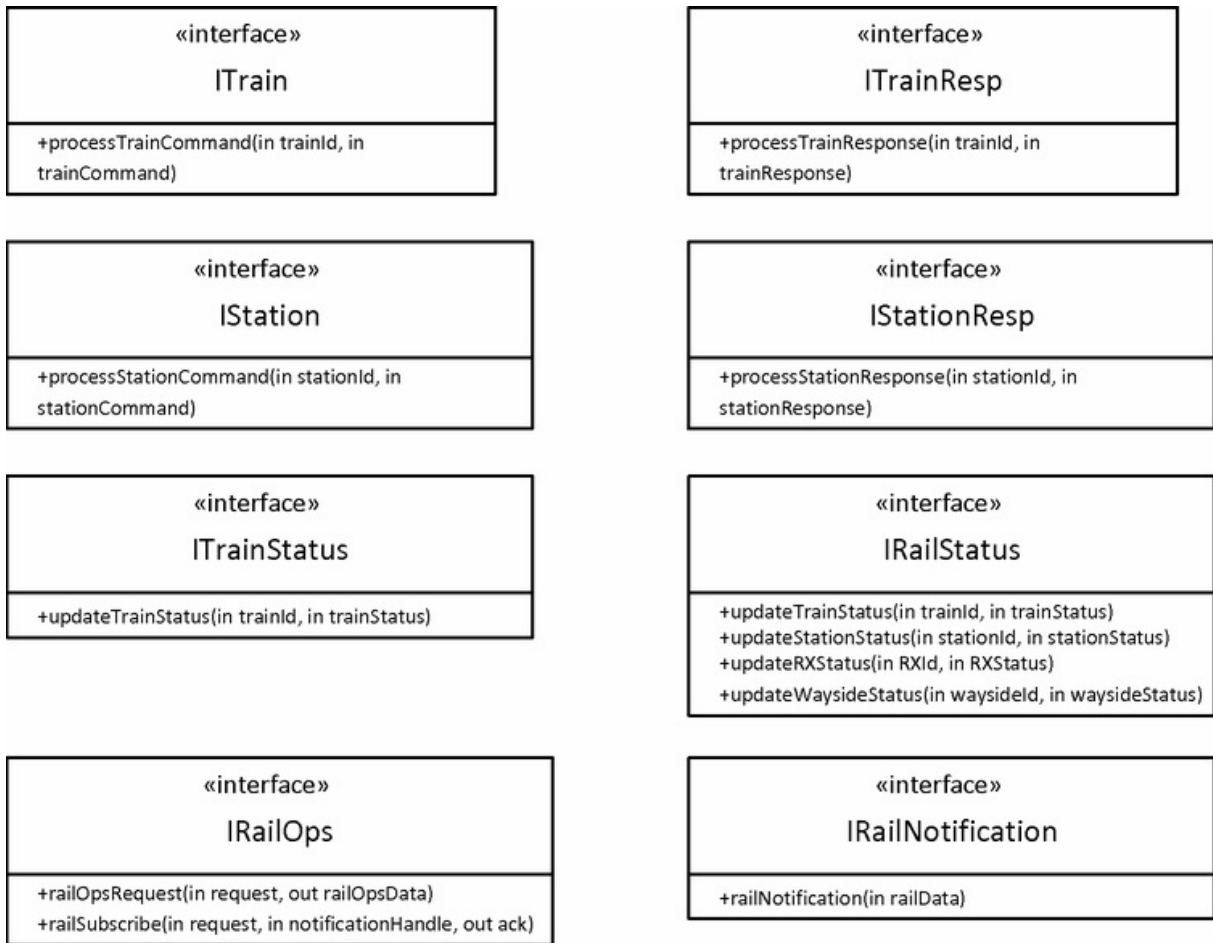 «interface»
ITrain
+processTrainCommand(in trainId, in
trainCommand)
«interface»
ITrainResp
+processTrainResponse(in trainId, in
trainResponse)
«interface»
IStation
+processStationCommand(in stationId, in
stationCommand)
«interface»
IStationResp
+processStationResponse(in stationId, in
stationResponse)
«interface»
ITrainStatus
+updateTrainStatus(in trainId, in trainStatus)
«interface»
IRailStatus
+updateTrainStatus(in trainId, in trainStatus)
+updateStationStatus(in stationId, in stationStatus)
+updateRXStatus(in RXId, in RXStatus)
+updateWaysideStatus(in waysideId, in waysideStatus)
«interface»
IRailOps
+railOpsRequest(in request, out railOpsData)
+railSubscribe(in request, in notificationHandle, out ack)
«interface»
IRailNotification
+railNotification(in railData)